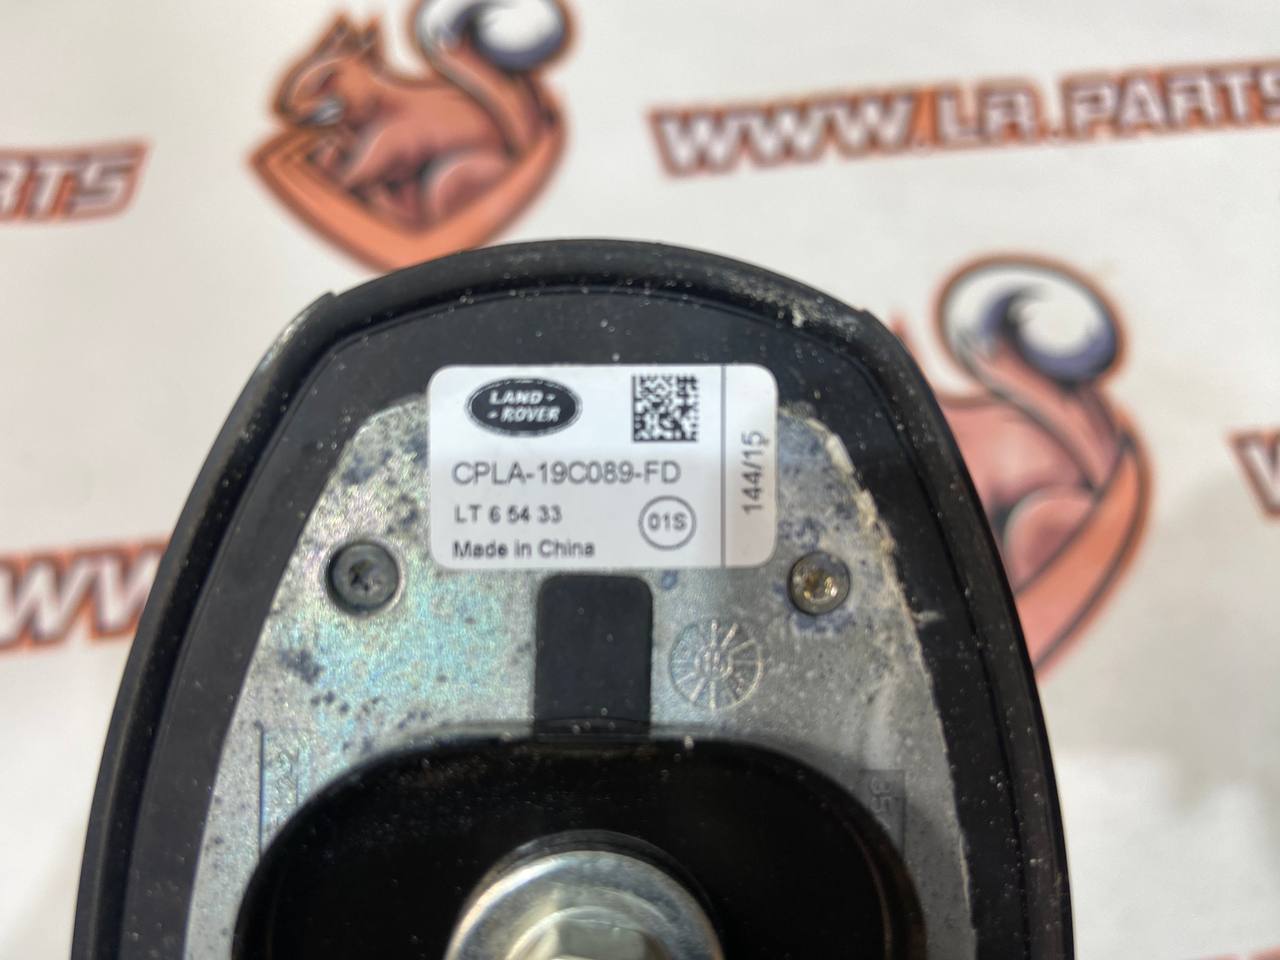 WWW.LR.PARTS
PARTS
LAND -
- ROVER
CPLA-19C089-FD
LT 6 54 33
01S
Made in China
144/15